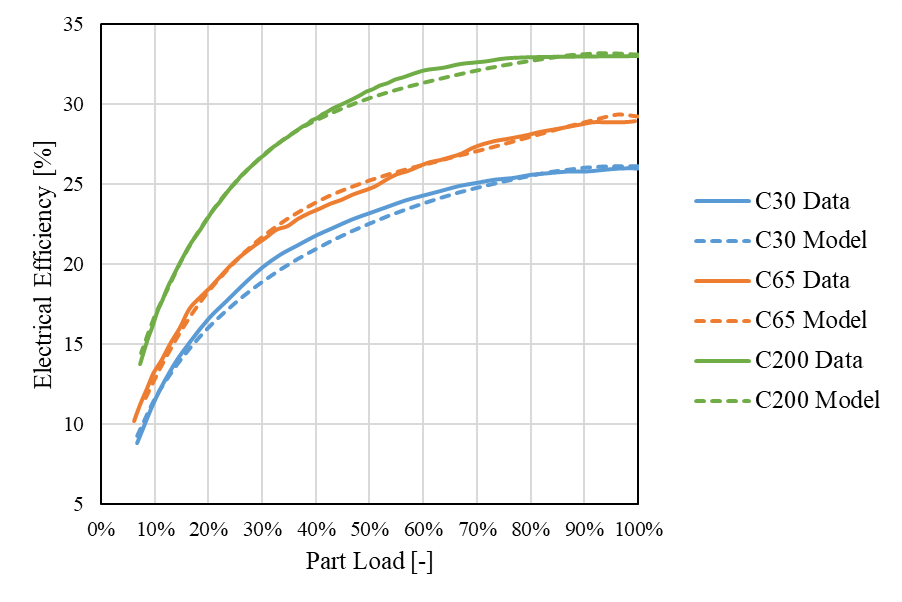 Electrical Efficiency [%]
35
30
25
20
15
10
5
0%
10%
20%
30%
40%
50%
60%
70%
80%
90%
100%
Part Load [-]
C30 Data
C30 Model
C65 Data
C65 Model
C200 Data
C200 Model